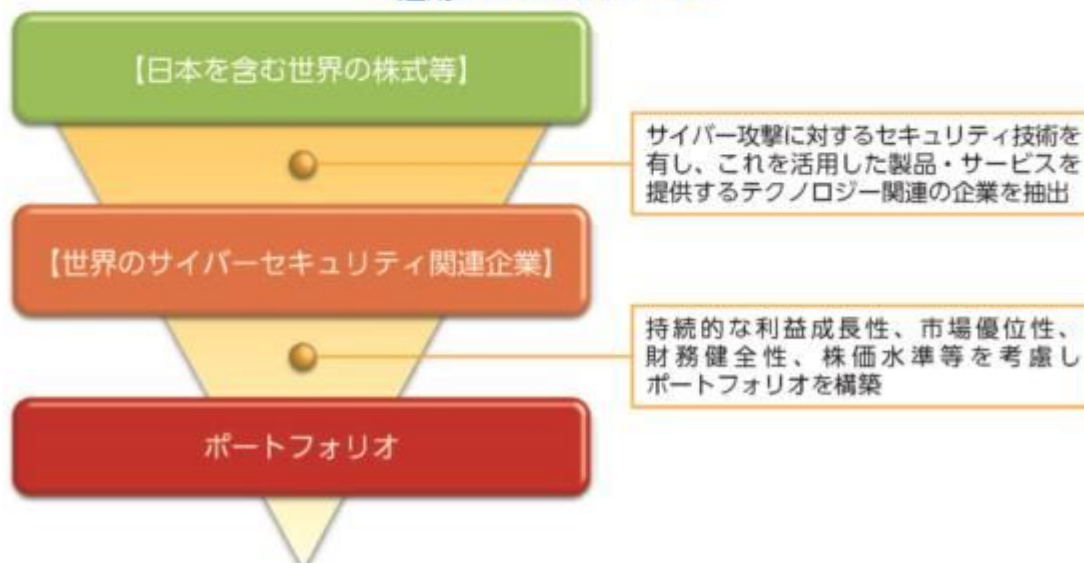 【日本を含む世界の株式等】
サイバー攻撃に対するセキュリティ技術を
有し、これを活用した製品・サービスを
提供するテクノロジー関連の企業を抽出
【世界のサイバーセキュリティ関連企業】
持続的な利益成長性、市場優位性、
財務健全性、株価水準等を考慮し
ポートフォリオを構築
ポートフォリオ